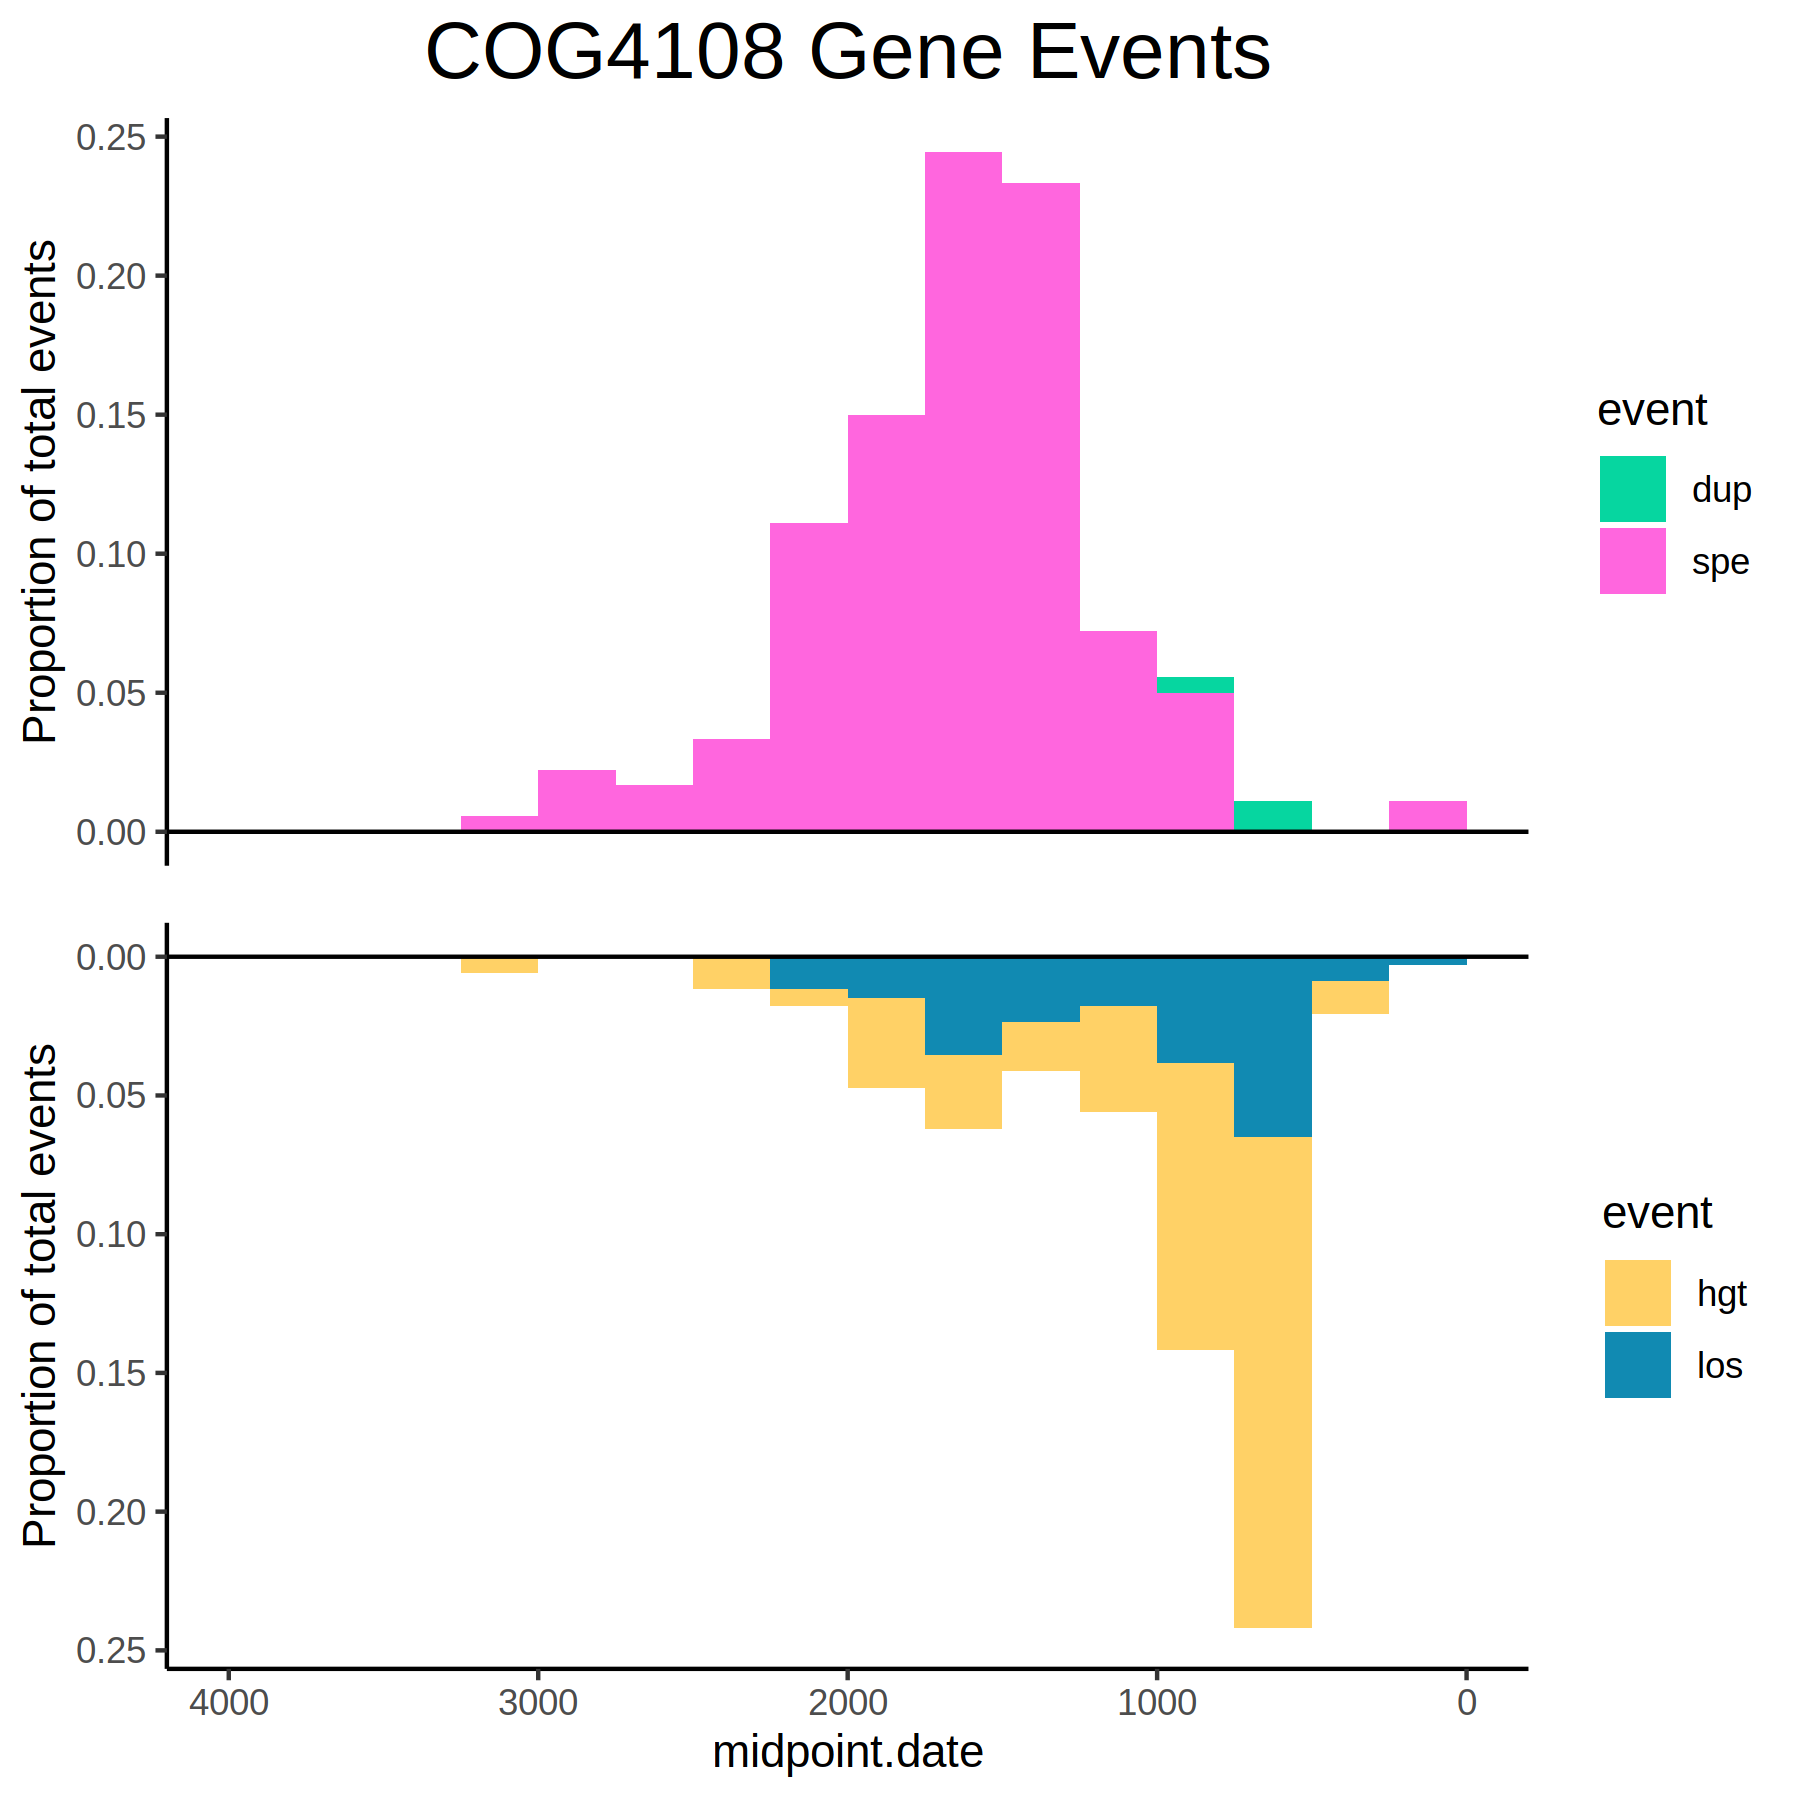 COG4108 Gene Events
Proportion of total events
0.25
0.20
0.15
0.10
0.05
0.00
event
dup
spe
Proportion of total events
0.00
0.05
0.10
0.15
0.20
0.25
event
hgt
los
4000 3000 2000 1000 0
midpoint.date